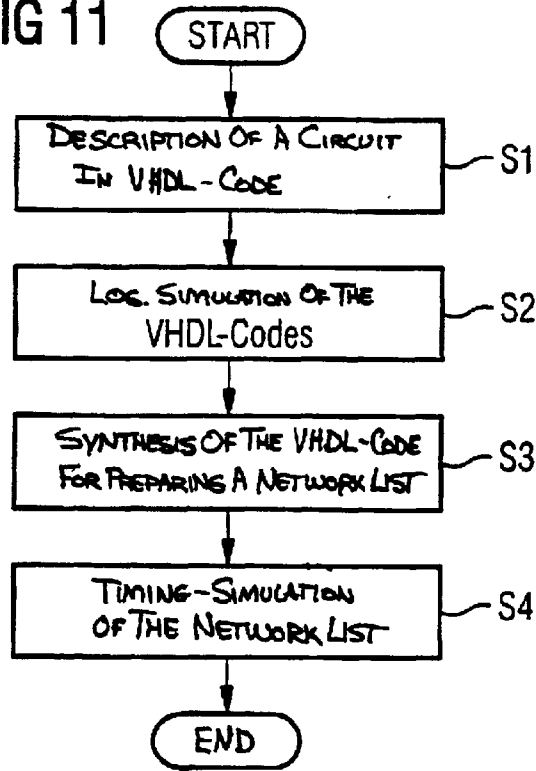 IG 11
START
DESCRIPTION OF A CIRCUIT
IN VHDL-CODE
S1
LOG. SIMULATION OF THE
VHDL-Codes
S2
SYNTHESIS OF THE VHDL-CODE
FOR PREPARING A NETWORK LIST
S3
TIMING-SIMULATION
OF THE NETWORK LIST
S4
END